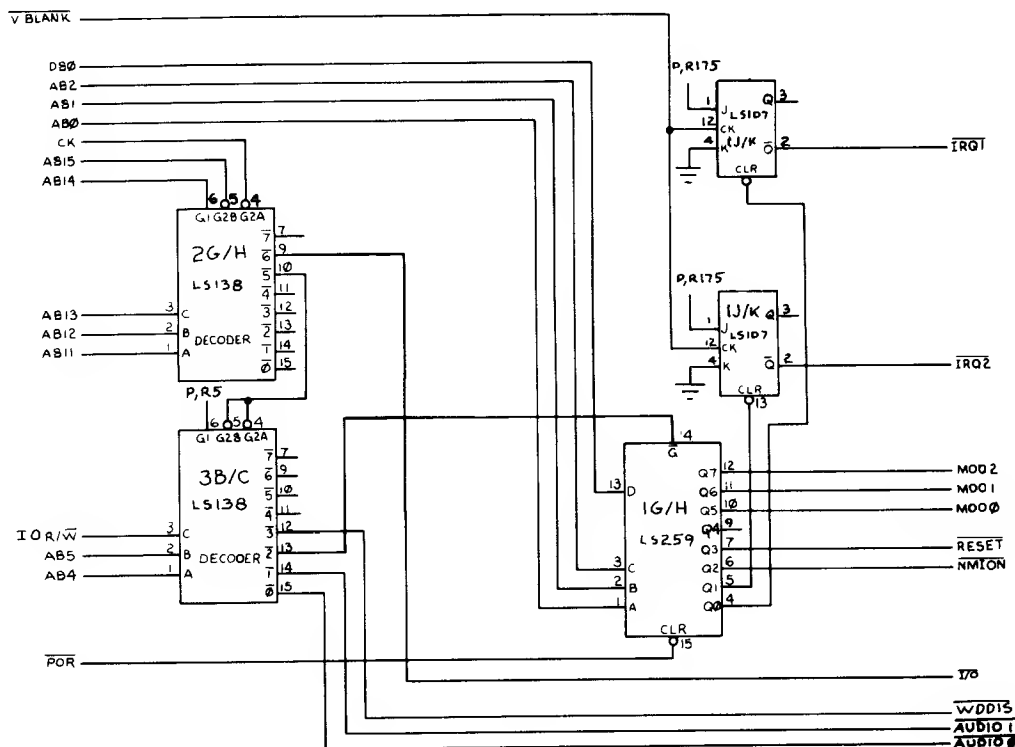 V BLANK
DBØ
AB2
AB1
ABØ
CK
AB15
AB14
6 5 4
G1 G2B G2A
2G/H
LS138
DECODER
AB13 3 C
AB12 2 B
AB11 1 A
7 7
6 9
5 10
4 11
3 12
2 13
1 14
Ø 15
P,R5
6 5 4
G1 G2B G2A
3B/C
LS138
DECODER
IO R/W 3 C
AB5 2 B
AB4 1 A
7 7
6 9
5 10
4 11
3 12
2 13
1 14
Ø 15
POR
P,R175
1 J
LS107
12 CK
1J/K
4 K
Q 3
Q 2
CLR
IRQ1
P,R175
1J/K
1 J
LS107
12 CK
4 K
Q 3
Q 2
CLR
13
IRQ2
14
G
13 D
1G/H
LS259
3 C
2 B
1 A
CLR
15
Q7 12
Q6 11
Q5 10
Q4 9
Q3 7
Q2 6
Q1 5
QØ 4
MOD2
MOD1
MODØ
RESET
NMION
I/O
WDDIS
AUDIO 1
AUDIO Ø